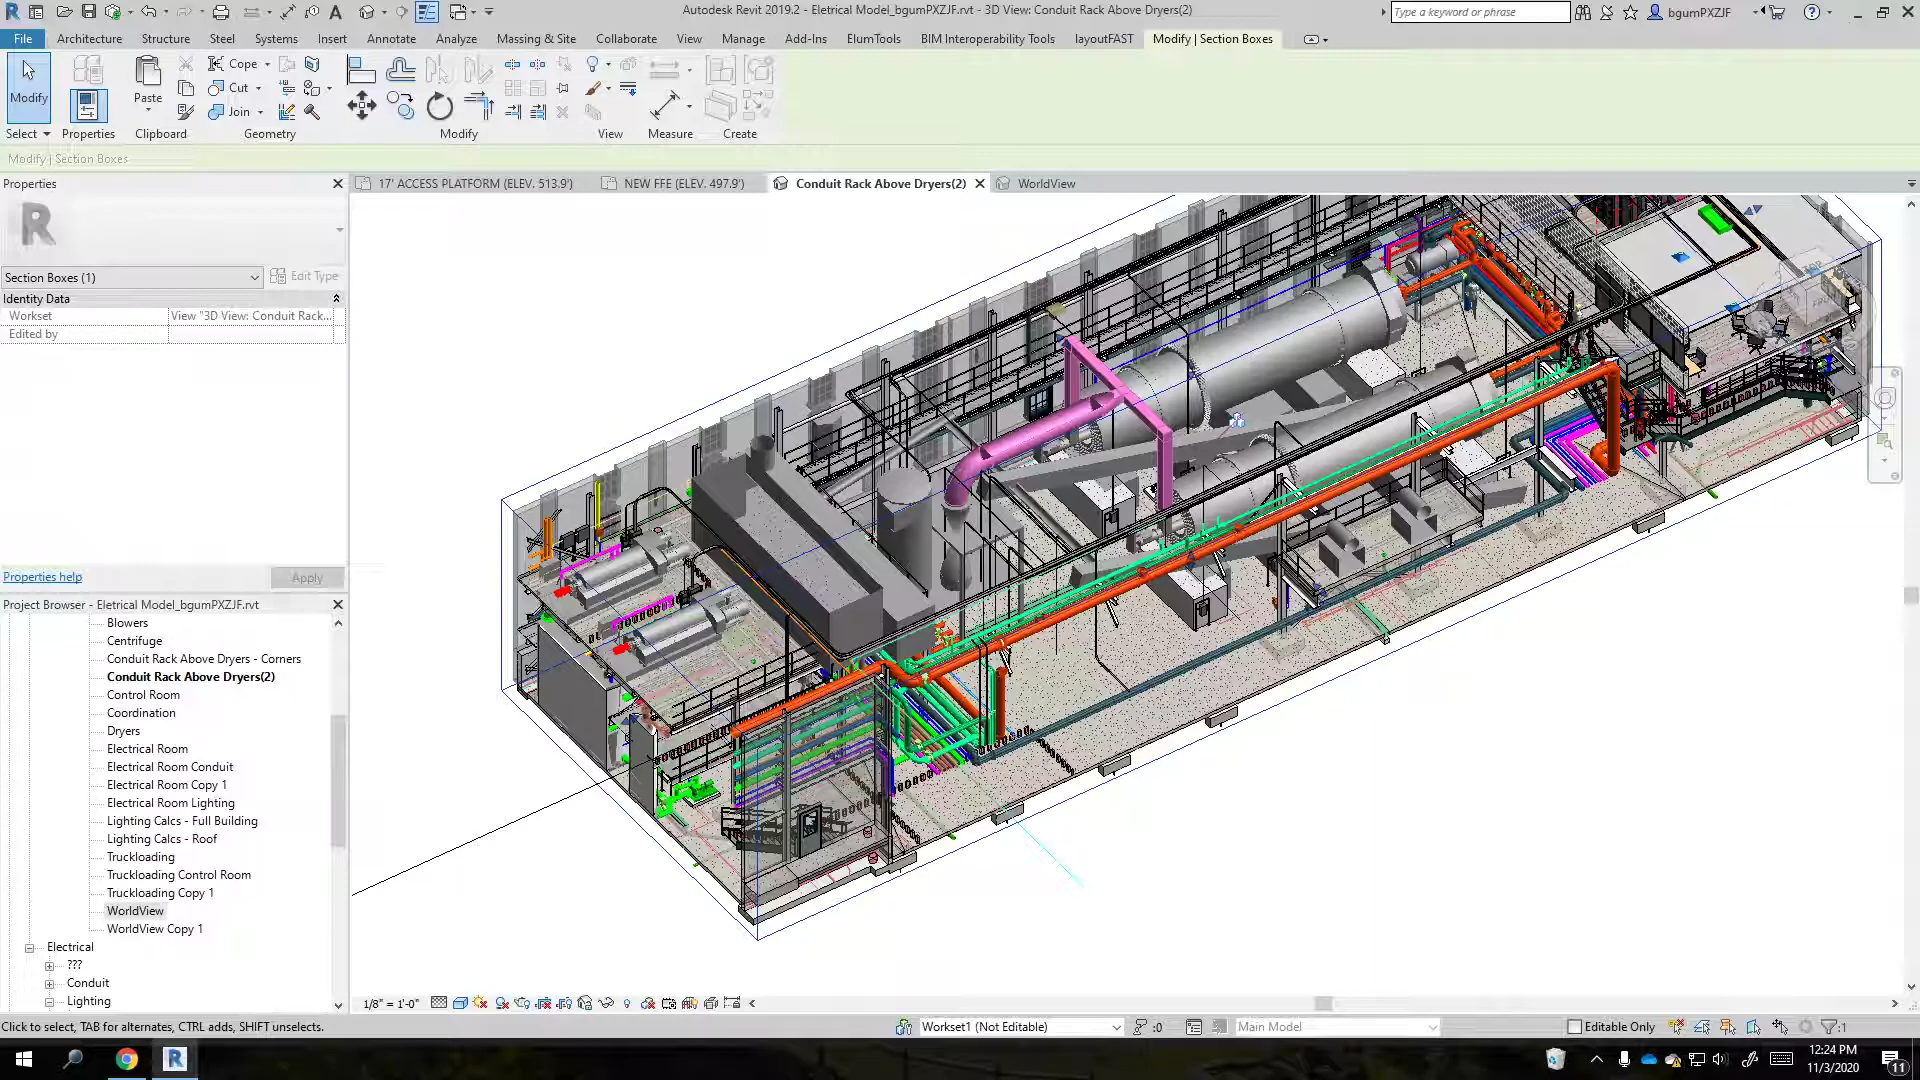 Autodesk Revit 2019.2 - Eletrical Model_bgumPXZJF.rvt - 3D View: Conduit Rack Above Dryers(2)
Type a keyword or phrase
bgumPXZJF
File Architecture Structure Steel Systems Insert Annotate Analyze Massing & Site Collaborate View Manage Add-Ins ElumTools BIM Interoperability Tools layoutFAST Modify | Section Boxes
Modify
Paste
Cope
Cut
Join
Select Properties Clipboard Geometry Modify View Measure Create
Modify | Section Boxes
Properties
17' ACCESS PLATFORM (ELEV. 513.9') NEW FFE (ELEV. 497.9') Conduit Rack Above Dryers(2) WorldView
Section Boxes (1)
Edit Type
Identity Data
Workset View "3D View: Conduit Rack...
Edited by
Properties help
Apply
Project Browser - Eletrical Model_bgumPXZJF.rvt
Blowers
Centrifuge
Conduit Rack Above Dryers - Corners
Conduit Rack Above Dryers(2)
Control Room
Coordination
Dryers
Electrical Room
Electrical Room Conduit
Electrical Room Copy 1
Electrical Room Lighting
Lighting Calcs - Full Building
Lighting Calcs - Roof
Truckloading
Truckloading Control Room
Truckloading Copy 1
WorldView
WorldView Copy 1
Electrical
???
Conduit
Lighting
1/8" = 1'-0"
Click to select, TAB for alternates, CTRL adds, SHIFT unselects.
Workset1 (Not Editable)
:0
Main Model
Editable Only
:1
12:24 PM
11/3/2020
11